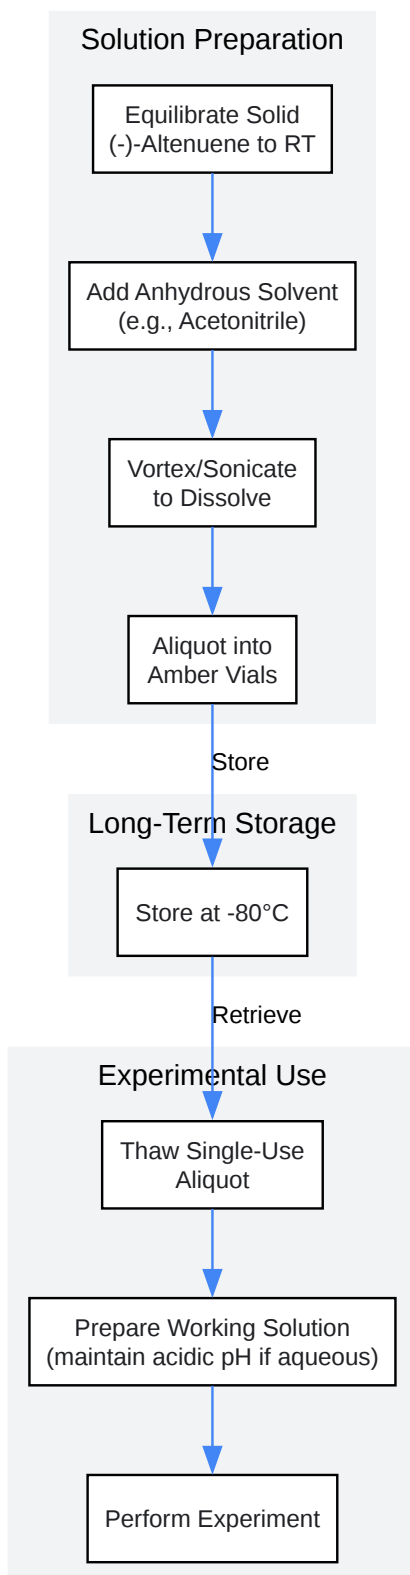 Solution Preparation
Equilibrate Solid
(-)-Altenuene to RT
Add Anhydrous Solvent
(e.g., Acetonitrile)
Vortex/Sonicate
to Dissolve
Aliquot into
Amber Vials
Store
Long-Term Storage
Store at -80°C
Retrieve
Experimental Use
Thaw Single-Use
Aliquot
Prepare Working Solution
(maintain acidic pH if aqueous)
Perform Experiment